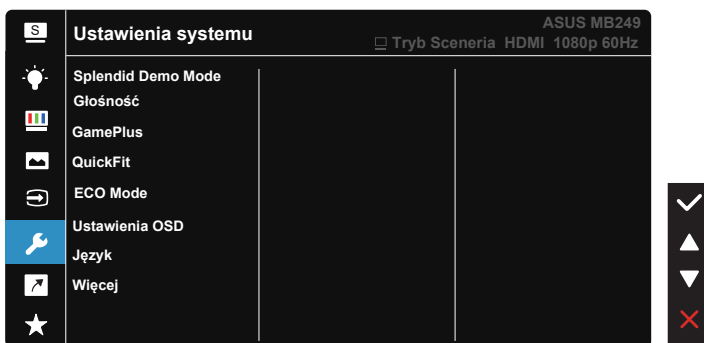 S
Ustawienia systemu
ASUS MB249
Tryb Sceneria HDMI 1080p 60Hz
Splendid Demo Mode
Głośność
GamePlus
QuickFit
ECO Mode
Ustawienia OSD
Język
Więcej